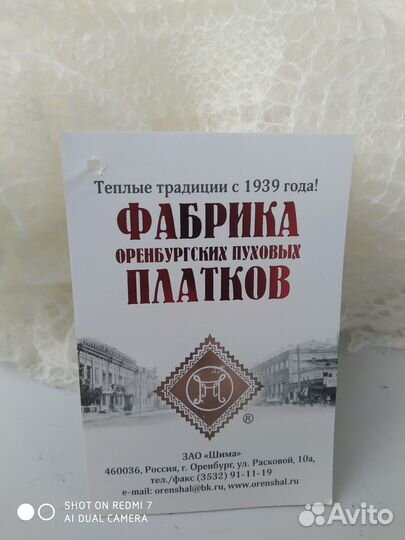 Теплые традиции с 1939 года!
ФАБРИКА
ОРЕНБУРГСКИХ ПУХОВЫХ
ПЛАТКОВ
®
ЗАО «Шима»
460036, Россия, г. Оренбург, ул. Расковой, 10а,
тел./факс (3532) 91-11-19
e-mail: orenshal@bk.ru, www.orenshal.ru
SHOT ON REDMI 7
AI DUAL CAMERA
Avito